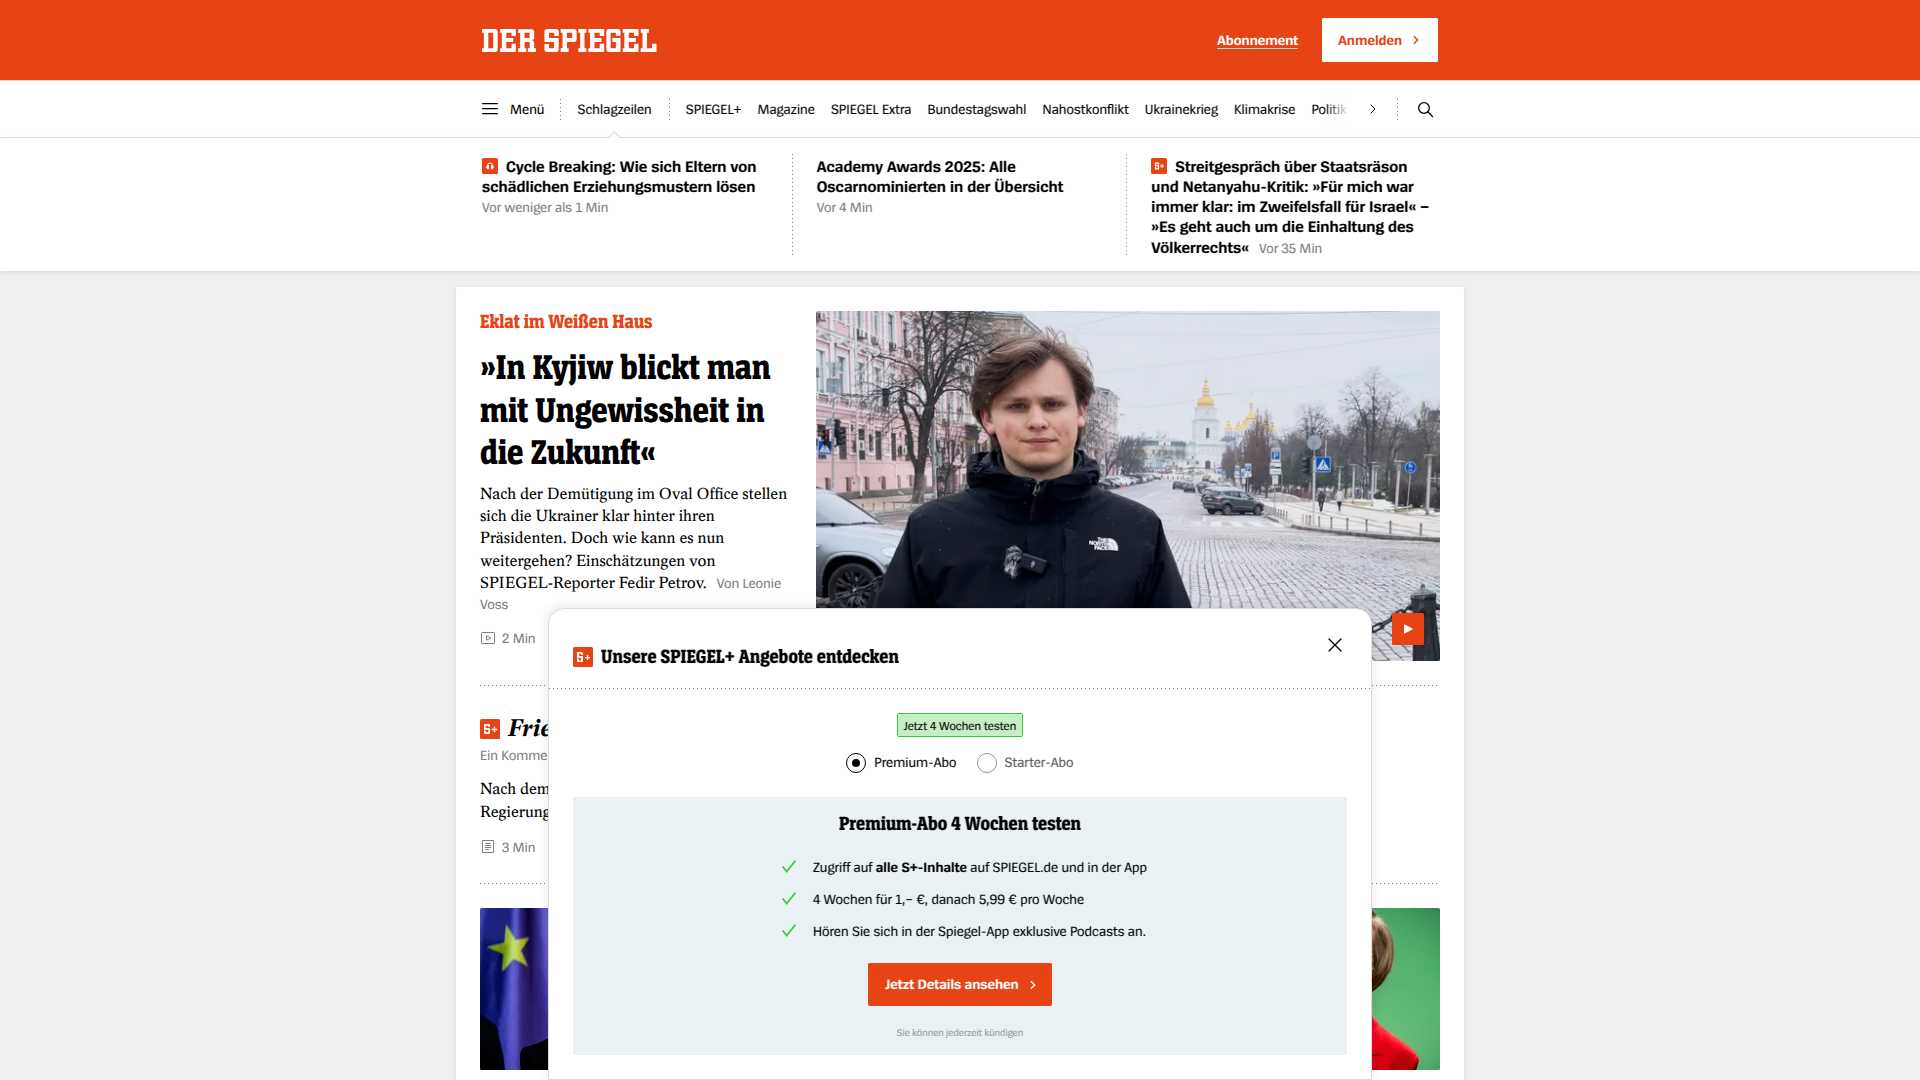 DER SPIEGEL
Abonnement
Anmelden
Menü
Schlagzeilen
SPIEGEL+
Magazine
SPIEGEL Extra
Bundestagswahl
Nahostkonflikt
Ukrainekrieg
Klimakrise
Politik
Cycle Breaking: Wie sich Eltern von
schädlichen Erziehungsmustern lösen
Vor weniger als 1 Min
Academy Awards 2025: Alle
Oscarnominierten in der Übersicht
Vor 4 Min
S+ Streitgespräch über Staatsräson
und Netanyahu-Kritik: »Für mich war
immer klar: im Zweifelsfall für Israel« –
»Es geht auch um die Einhaltung des
Völkerrechts« Vor 35 Min
Eklat im Weißen Haus
»In Kyjiw blickt man
mit Ungewissheit in
die Zukunft«
Nach der Demütigung im Oval Office stellen
sich die Ukrainer klar hinter ihren
Präsidenten. Doch wie kann es nun
weitergehen? Einschätzungen von
SPIEGEL-Reporter Fedir Petrov. Von Leonie
Voss
2 Min
THE
NORTH
FACE
S+ Frie
Ein Komme
Nach dem
Regierung
3 Min
S+ Unsere SPIEGEL+ Angebote entdecken
Jetzt 4 Wochen testen
Premium-Abo
Starter-Abo
Premium-Abo 4 Wochen testen
Zugriff auf alle S+-Inhalte auf SPIEGEL.de und in der App
4 Wochen für 1,– €, danach 5,99 € pro Woche
Hören Sie sich in der Spiegel-App exklusive Podcasts an.
Jetzt Details ansehen
Sie können jederzeit kündigen